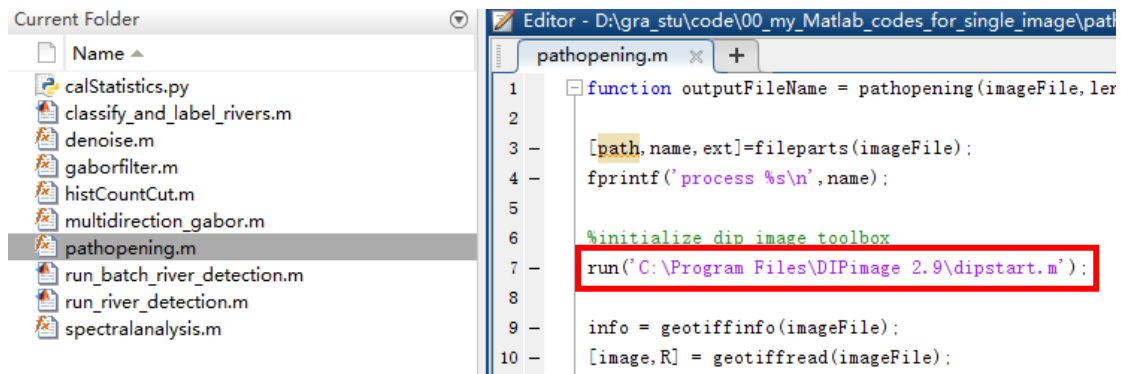 Current Folder
Name
calStatistics.py
classify_and_label_rivers.m
denoise.m
gaborfilter.m
histCountCut.m
multidirection_gabor.m
pathopening.m
run_batch_river_detection.m
run_river_detection.m
spectralanalysis.m
Editor - D:\gra_stu\code\00_my_Matlab_codes_for_single_image\path
pathopening.m × +
1 function outputFileName = pathopening(imageFile,len
2
3 – [path,name,ext]=fileparts(imageFile);
4 – fprintf('process %s\n',name);
5
6 %initialize dip image toolbox
7 – run('C:\Program Files\DIPimage 2.9\dipstart.m');
8
9 – info = geotiffinfo(imageFile);
10 – [image,R] = geotiffread(imageFile);